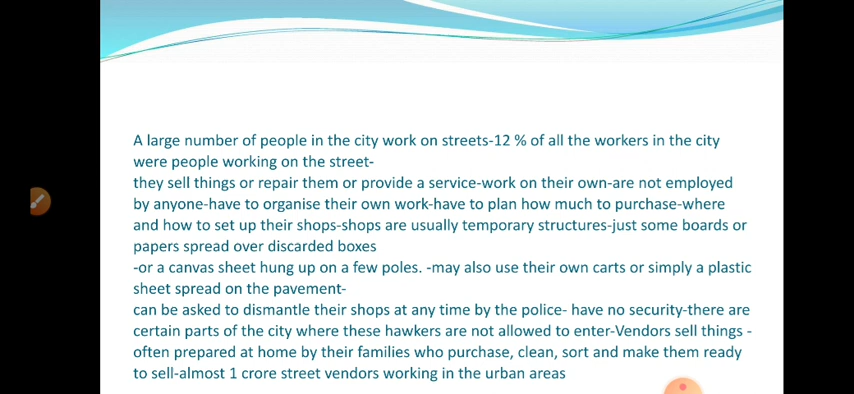 A large number of people in the city work on streets-12 % of all the workers in the city
were people working on the street-
they sell things or repair them or provide a service-work on their own-are not employed
by anyone-have to organise their own work-have to plan how much to purchase-where
and how to set up their shops-shops are usually temporary structures-just some boards or
papers spread over discarded boxes
-or a canvas sheet hung up on a few poles. -may also use their own carts or simply a plastic
sheet spread on the pavement-
can be asked to dismantle their shops at any time by the police- have no security-there are
certain parts of the city where these hawkers are not allowed to enter-Vendors sell things -
often prepared at home by their families who purchase, clean, sort and make them ready
to sell-almost 1 crore street vendors working in the urban areas